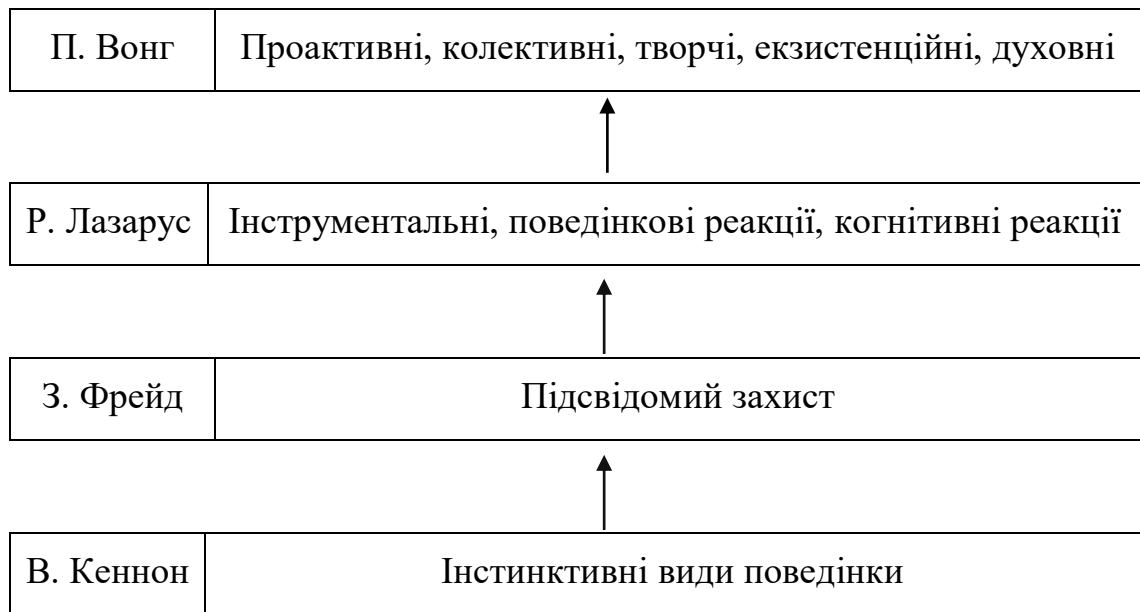 П. Вонг Проактивні, колективні, творчі, екзистенційні, духовні
Р. Лазарус Інструментальні, поведінкові реакції, когнітивні реакції
З. Фрейд Підсвідомий захист
В. Кеннон Інстинктивні види поведінки